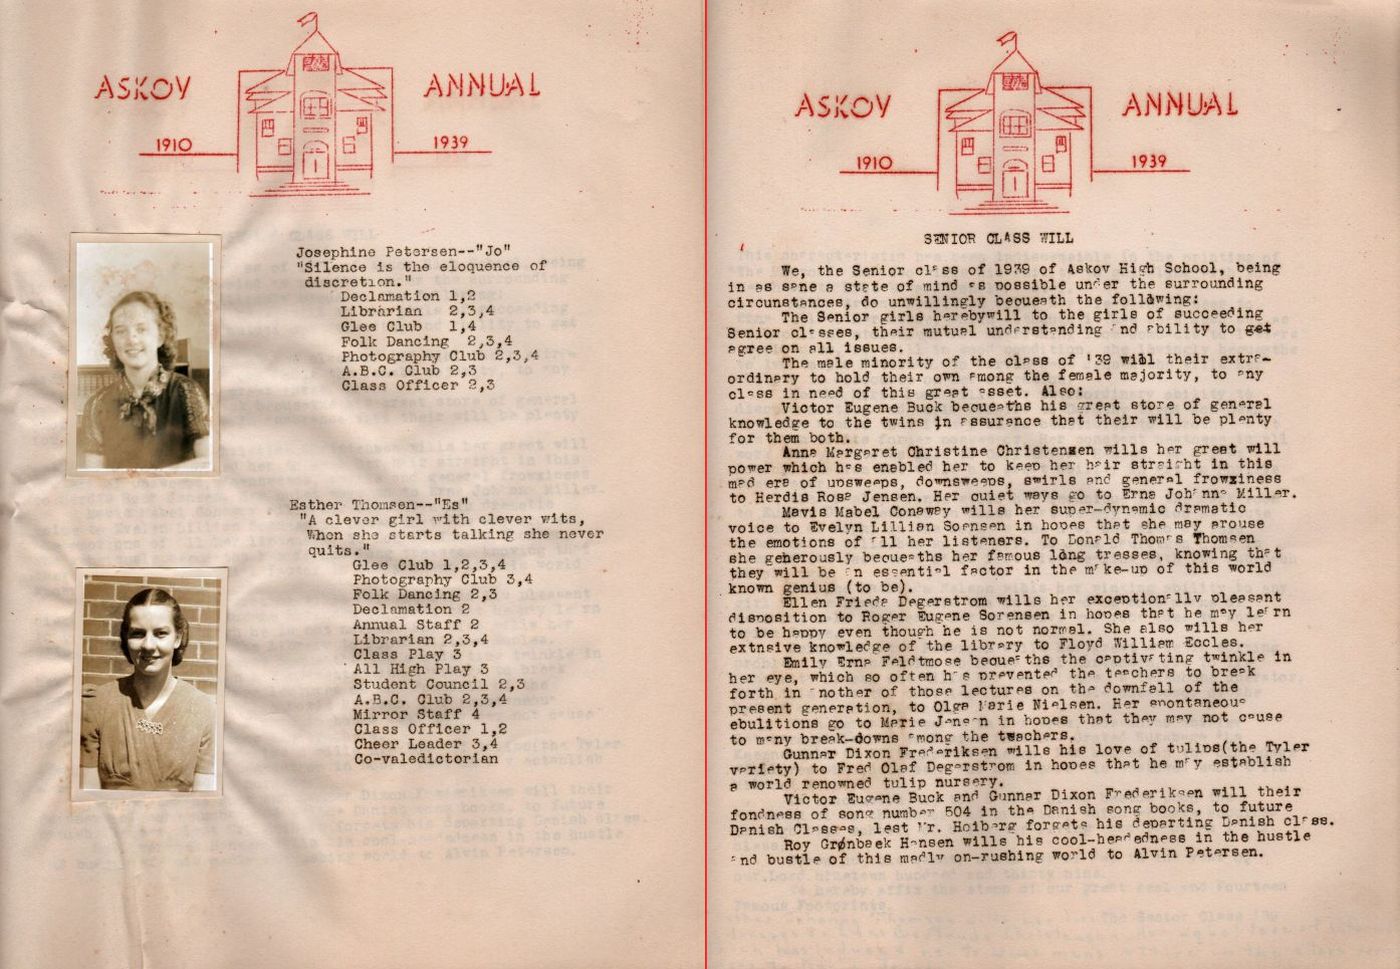 ASKOV ANNUAL
1910 1939
Josephine Petersen--"Jo"
"Silence is the eloquence of
discretion."
Declamation 1,2
Librarian 2,3,4
Glee Club 1,4
Folk Dancing 2,3,4
Photography Club 2,3,4
A.B.C. Club 2,3
Class Officer 2,3
Esther Thomsen--"Es"
"A clever girl with clever wits,
When she starts talking she never
quits."
Glee Club 1,2,3,4
Photography Club 3,4
Folk Dancing 2,3
Declamation 2
Annual Staff 2
Librarian 2,3,4
Class Play 3
All High Play 3
Student Council 2,3
A.B.C. Club 2,3,4
Mirror Staff 4
Class Officer 1,2
Cheer Leader 3,4
Co-valedictorian
ASKOV ANNUAL
1910 1939
SENIOR CLASS WILL
We, the Senior class of 1939 of Askov High School, being
in as sane a state of mind as possible under the surrounding
circunstances, do unwillingly bequeath the following:
The Senior girls herebywill to the girls of succeeding
Senior classes, their mutual understanding and ability to get
agree on all issues.
The male minority of the class of '39 will their extra-
ordinary to hold their own among the female majority, to any
class in need of this great asset. Also:
Victor Eugene Buck bequeaths his great store of general
knowledge to the twins in assurance that their will be plenty
for them both.
Anna Margaret Christine Christensen wills her great will
power which has enabled her to keep her hair straight in this
mad era of upsweeps, downsweeps, swirls and general frowziness
to Herdis Rosa Jensen. Her quiet ways go to Erna Johanna Miller.
Mavis Mabel Conaway wills her super-dynamic dramatic
voice to Evelyn Lillian Sorensen in hopes that she may arouse
the emotions of all her listeners. To Donald Thomas Thomsen
she generously bequeaths her famous long tresses, knowing that
they will be an essential factor in the make-up of this world
known genius (to be).
Ellen Frieda Degerstrom wills her exceptionally pleasant
disposition to Roger Eugene Sorensen in hopes that he may learn
to be happy even though he is not normal. She also wills her
extnsive knowledge of the library to Floyd William Eccles.
Emily Erna Feldtmose bequeaths the captivating twinkle in
her eye, which so often has prevented the teachers to break
forth in another of those lectures on the downfall of the
present generation, to Olga Marie Nielsen. Her spontaneous
ebulitions go to Marie Jensen in hopes that they may not cause
to many break-downs among the teachers.
Gunnar Dixon Frederiksen wills his love of tulips(the Tyler
variety) to Fred Olaf Degerstrom in hopes that he may establish
a world renowned tulip nursery.
Victor Eugene Buck and Gunnar Dixon Frederiksen will their
fondness of song number 504 in the Danish song books, to future
Danish Classes, lest Mr. Hoiberg forgets his departing Danish class.
Roy Grønbaek Hansen wills his cool-headedness in the hustle
and bustle of this madly on-rushing world to Alvin Petersen.